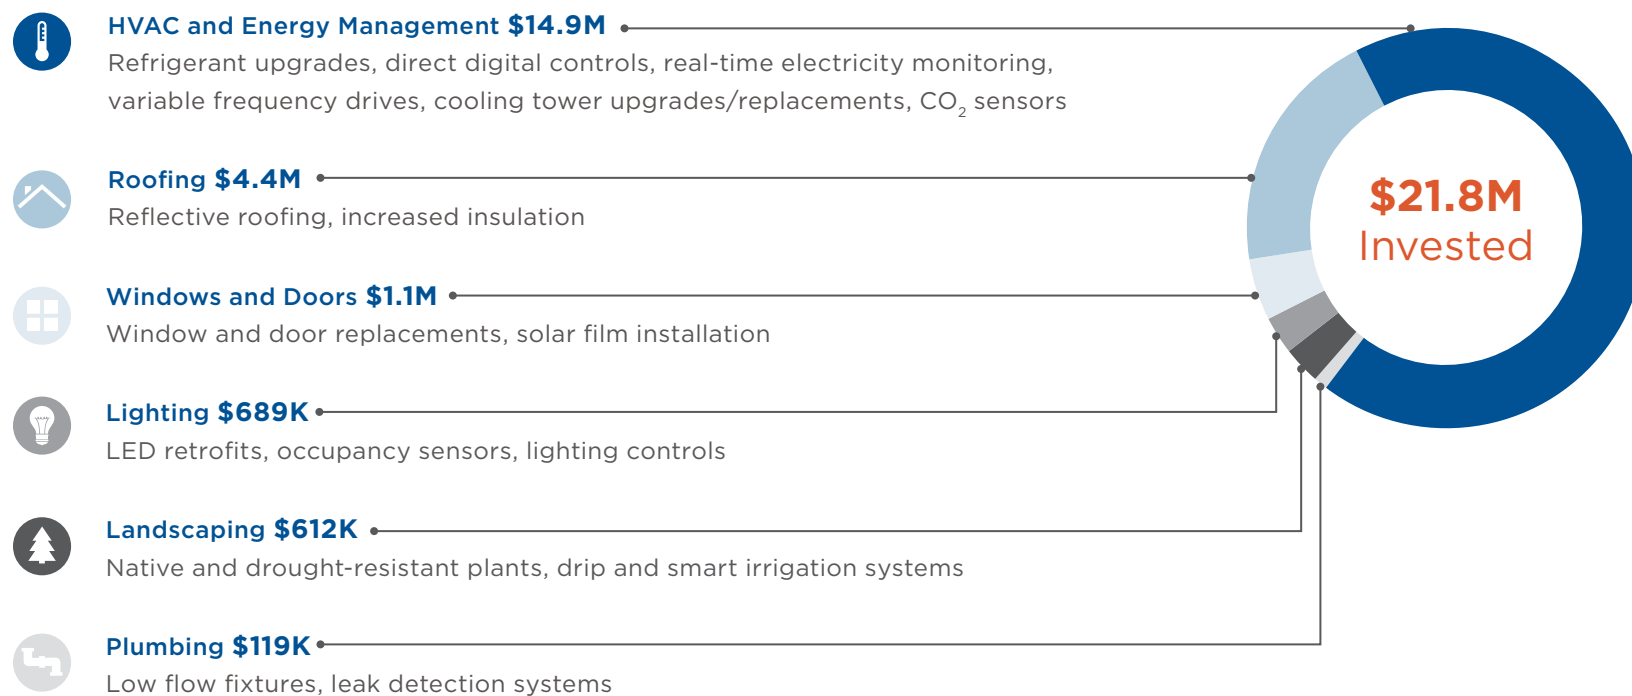 HVAC and Energy Management $14.9M
Refrigerant upgrades, direct digital controls, real-time electricity monitoring,
variable frequency drives, cooling tower upgrades/replacements, CO₂ sensors
Roofing $4.4M
Reflective roofing, increased insulation
Windows and Doors $1.1M
Window and door replacements, solar film installation
Lighting $689K
LED retrofits, occupancy sensors, lighting controls
Landscaping $612K
Native and drought-resistant plants, drip and smart irrigation systems
Plumbing $119K
Low flow fixtures, leak detection systems
$21.8M
Invested